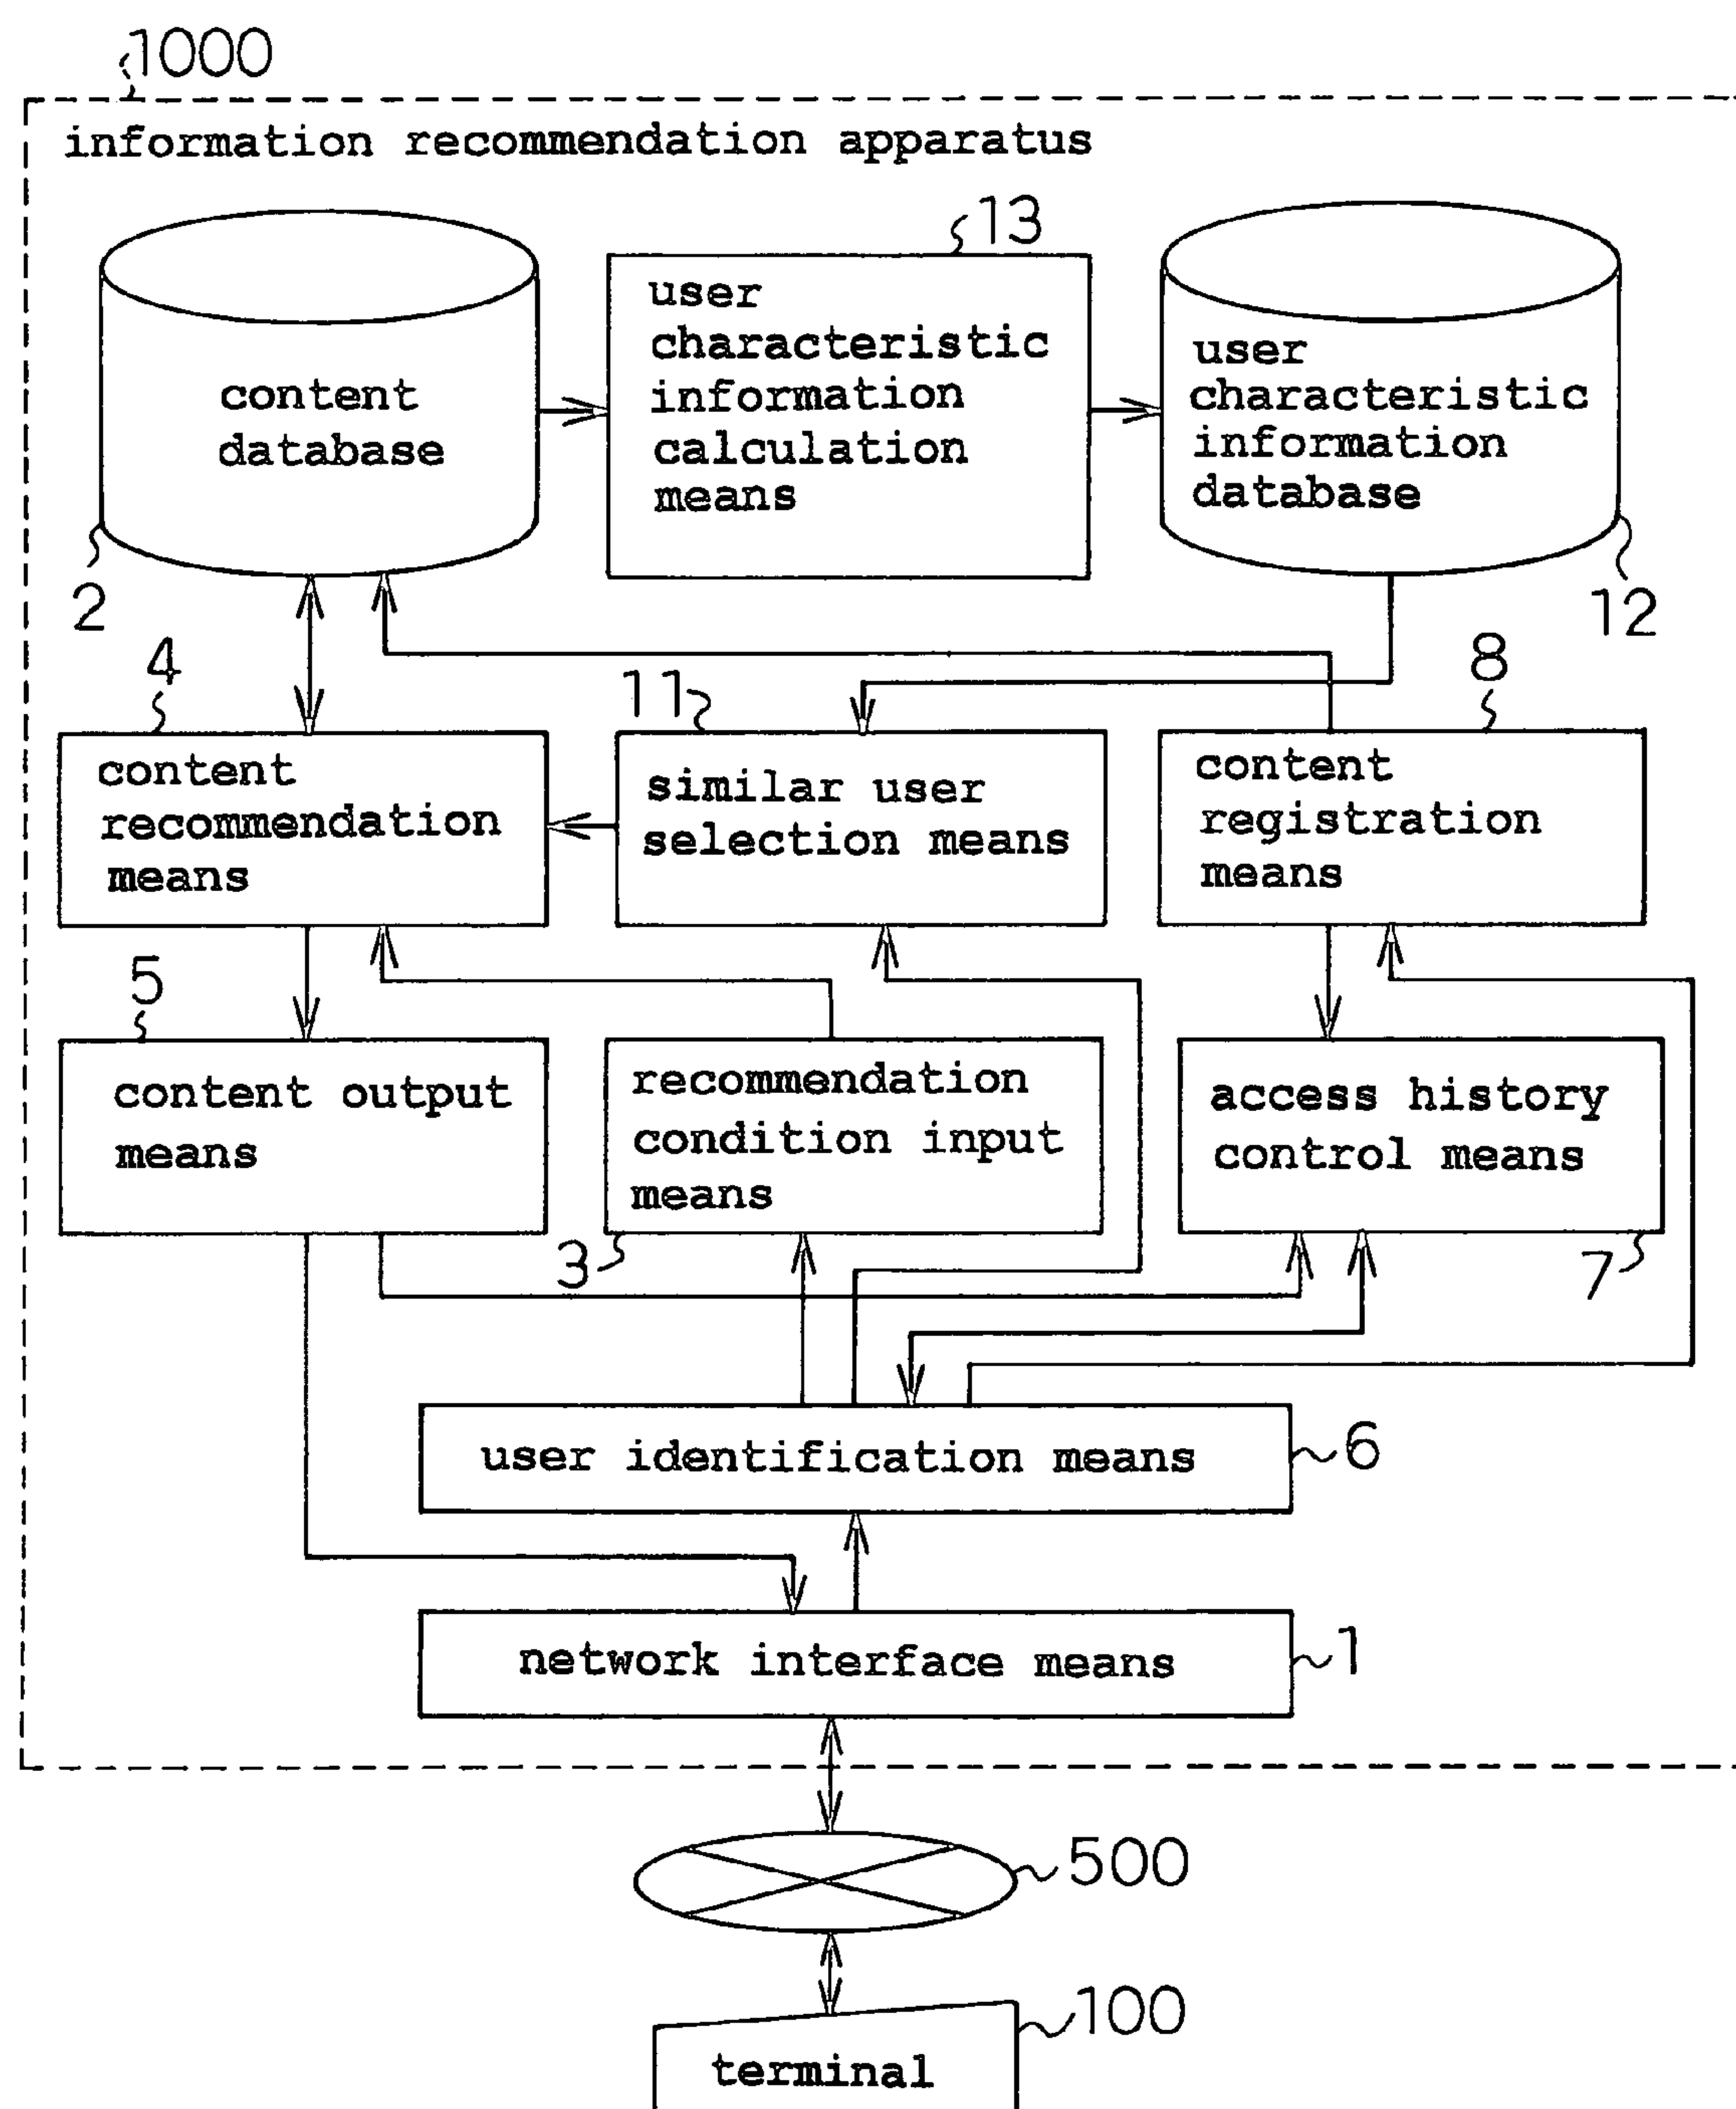 1000
information recommendation apparatus
13
content
database
user
characteristic
information
calculation
means
user
characteristic
information
database
2
12
4
11
8
content
recommendation
means
similar user
selection means
content
registration
means
5
content output
means
recommendation
condition input
means
access history
control means
3
7
user identification means
6
network interface means
1
500
100
terminal